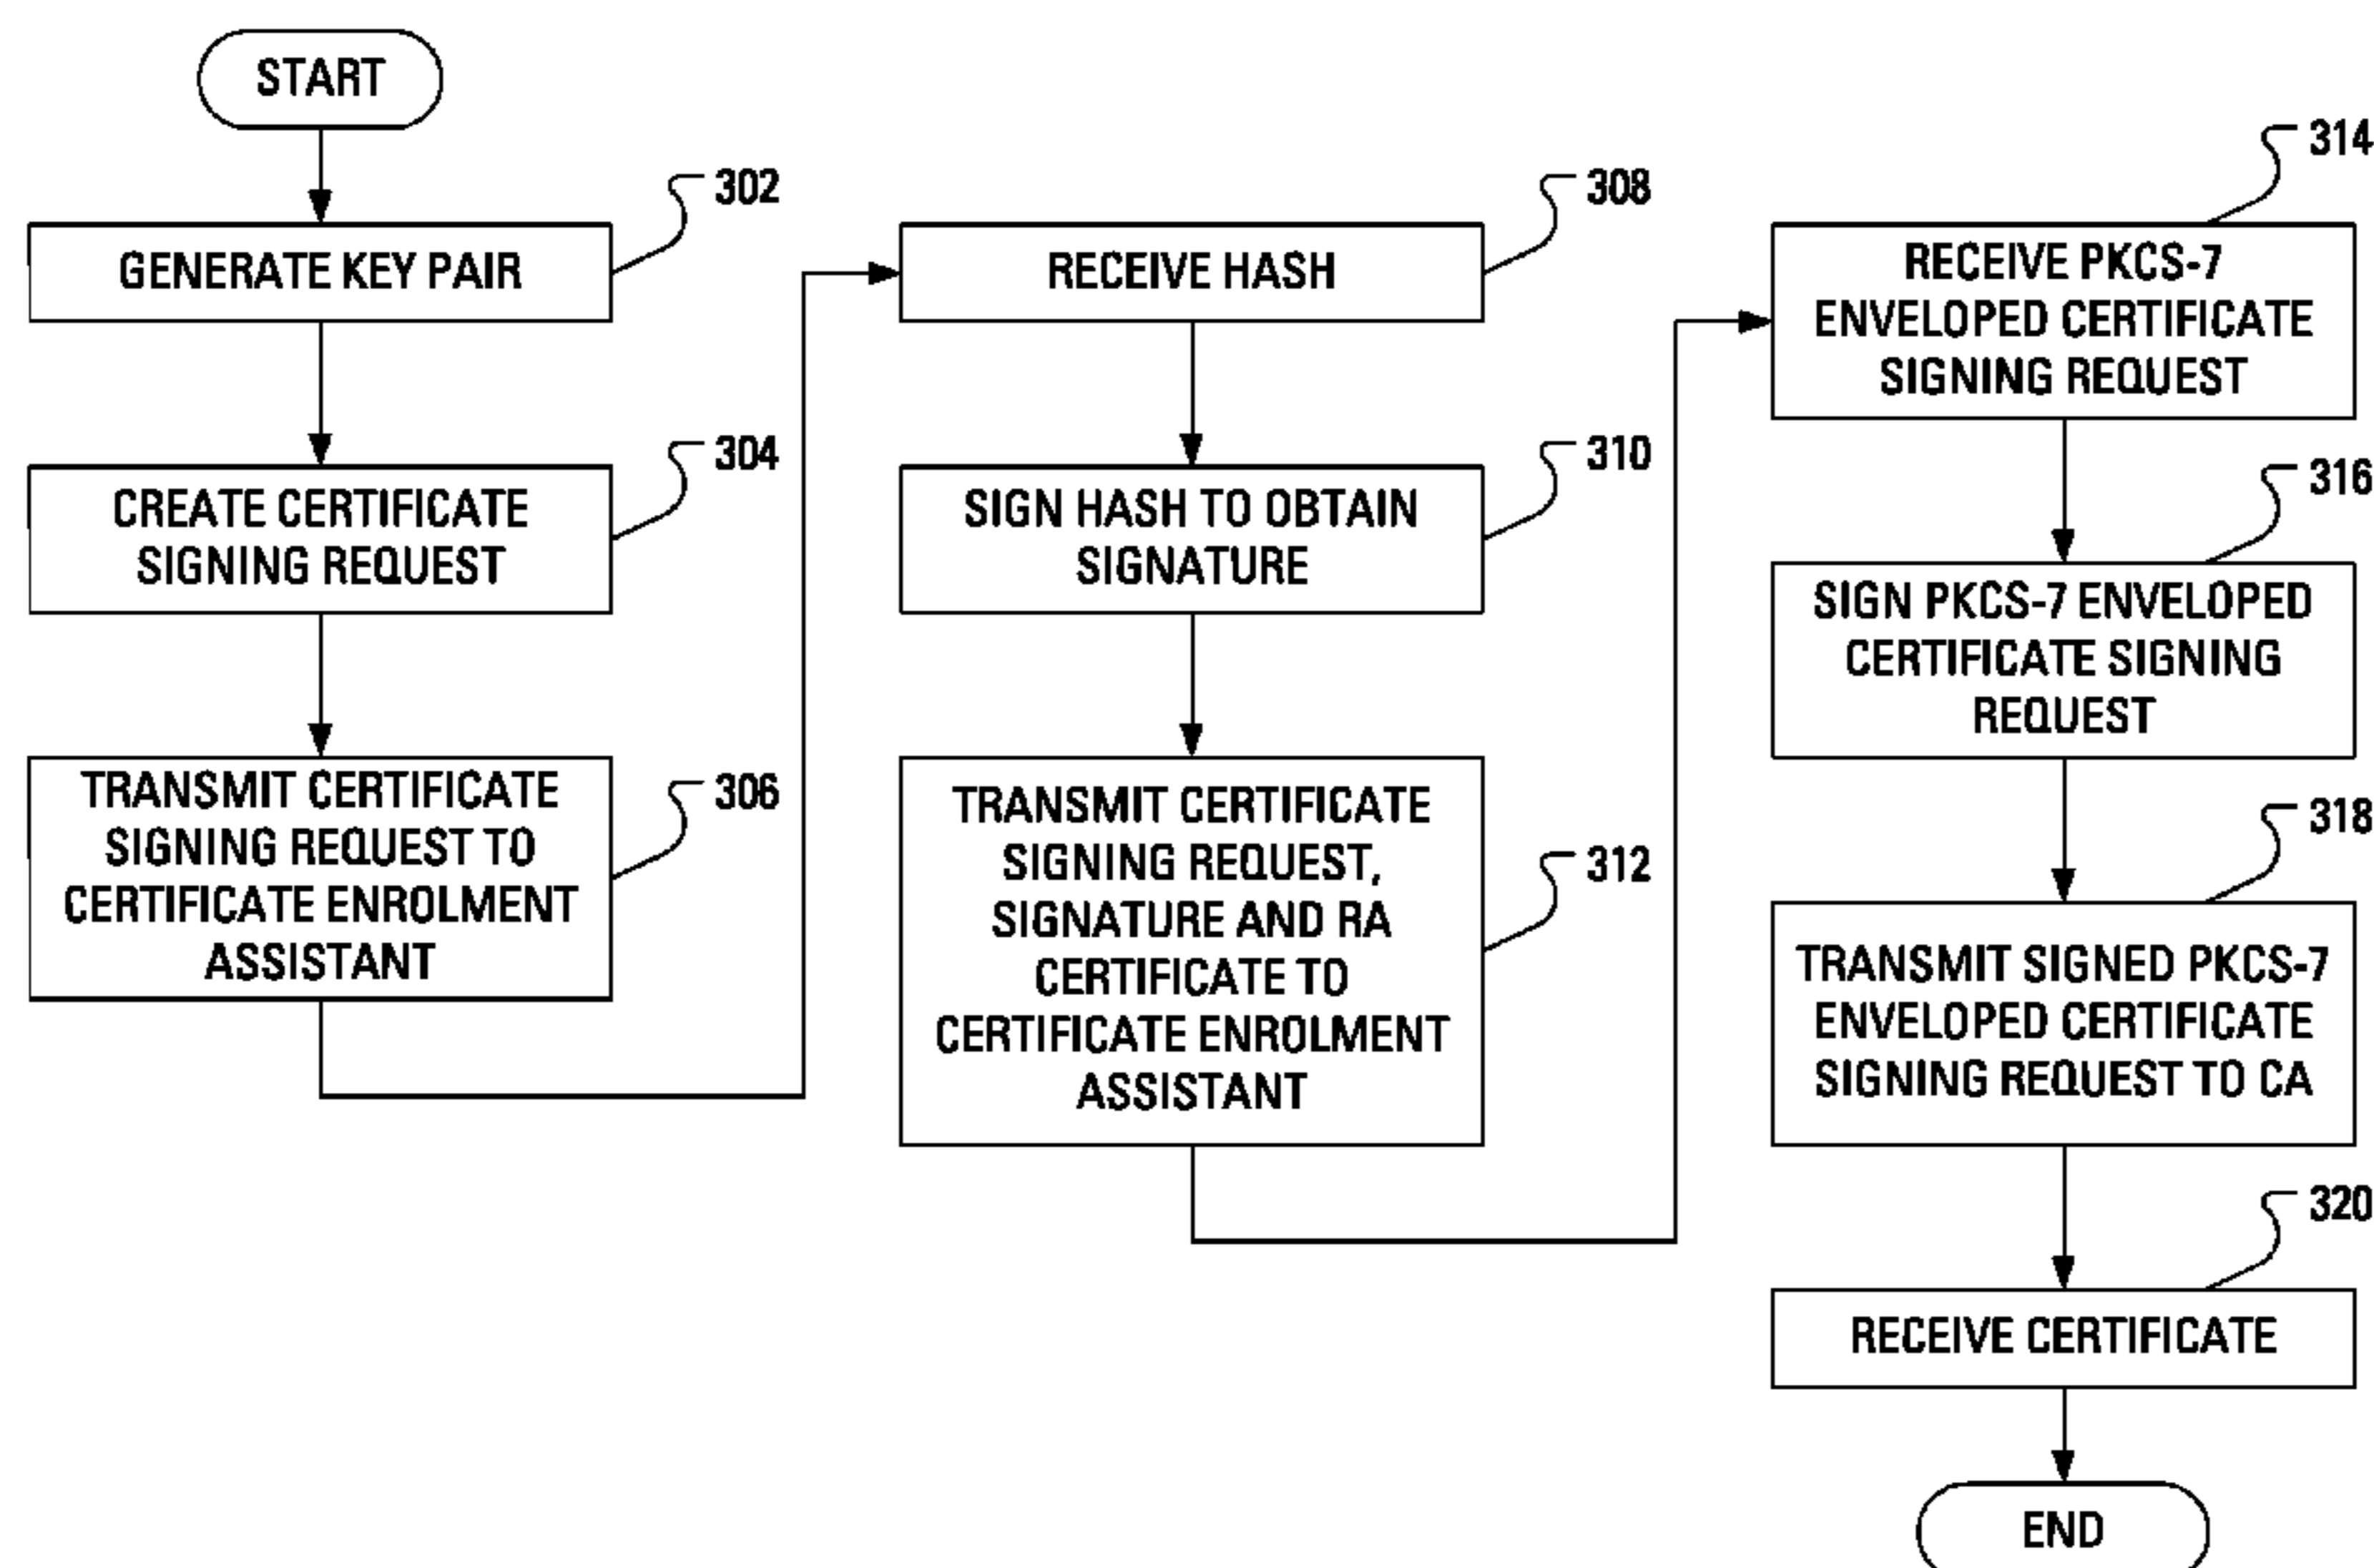 START
302
GENERATE KEY PAIR
304
CREATE CERTIFICATE
SIGNING REQUEST
306
TRANSMIT CERTIFICATE
SIGNING REQUEST TO
CERTIFICATE ENROLMENT
ASSISTANT
308
RECEIVE HASH
310
SIGN HASH TO OBTAIN
SIGNATURE
312
TRANSMIT CERTIFICATE
SIGNING REQUEST,
SIGNATURE AND RA
CERTIFICATE TO
CERTIFICATE ENROLMENT
ASSISTANT
314
RECEIVE PKCS-7
ENVELOPED CERTIFICATE
SIGNING REQUEST
316
SIGN PKCS-7 ENVELOPED
CERTIFICATE SIGNING
REQUEST
318
TRANSMIT SIGNED PKCS-7
ENVELOPED CERTIFICATE
SIGNING REQUEST TO CA
320
RECEIVE CERTIFICATE
END